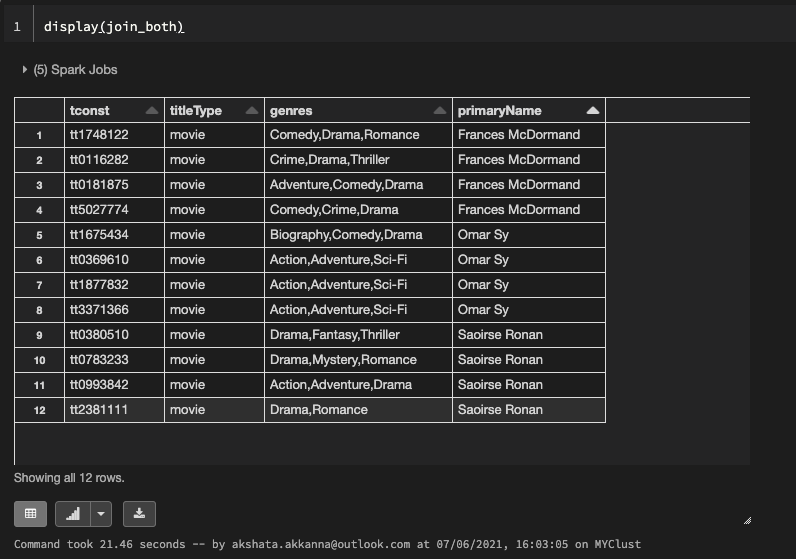 1 display(join_both)
(5) Spark Jobs
tconst titleType genres primaryName
1 tt1748122 movie Comedy,Drama,Romance Frances McDormand
2 tt0116282 movie Crime,Drama,Thriller Frances McDormand
3 tt0181875 movie Adventure,Comedy,Drama Frances McDormand
4 tt5027774 movie Comedy,Crime,Drama Frances McDormand
5 tt1675434 movie Biography,Comedy,Drama Omar Sy
6 tt0369610 movie Action,Adventure,Sci-Fi Omar Sy
7 tt1877832 movie Action,Adventure,Sci-Fi Omar Sy
8 tt3371366 movie Action,Adventure,Sci-Fi Omar Sy
9 tt0380510 movie Drama,Fantasy,Thriller Saoirse Ronan
10 tt0783233 movie Drama,Mystery,Romance Saoirse Ronan
11 tt0993842 movie Action,Adventure,Drama Saoirse Ronan
12 tt2381111 movie Drama,Romance Saoirse Ronan
Showing all 12 rows.
Command took 21.46 seconds -- by akshata.akkanna@outlook.com at 07/06/2021, 16:03:05 on MYClust